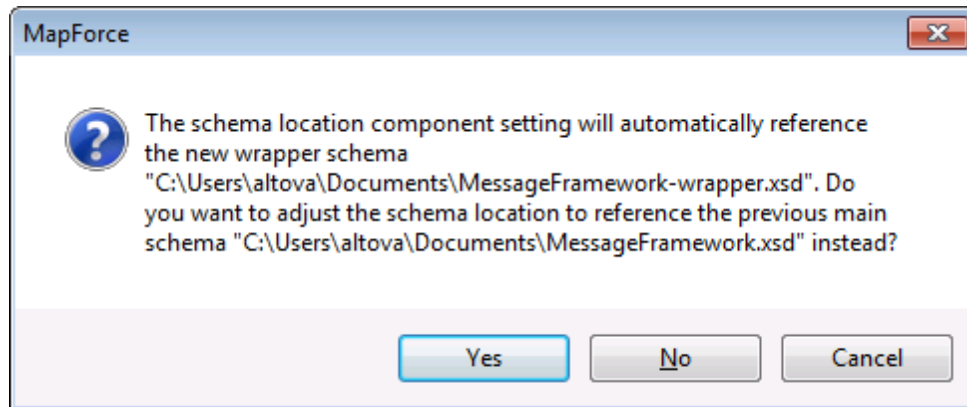 MapForce
The schema location component setting will automatically reference
the new wrapper schema
"C:\Users\altova\Documents\MessageFramework-wrapper.xsd". Do
you want to adjust the schema location to reference the previous main
schema "C:\Users\altova\Documents\MessageFramework.xsd" instead?
Yes
No
Cancel